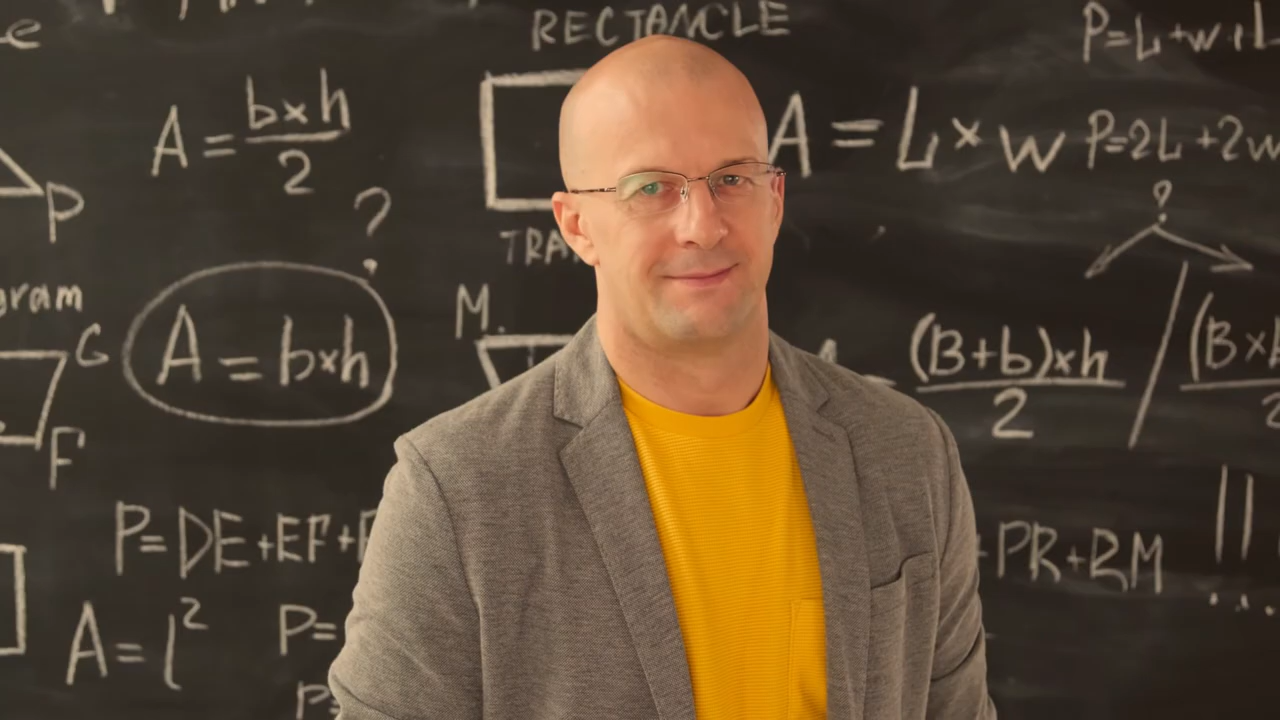 RECTANGLE
P=L+w+L
A = b×h
2
A = L×w
P=2L+2w
P
?
?
M.
gram
G
A = b×h
(B+b)×h
2
F
P=DE+EF+
+PR+RM
A = l²
P=
P=